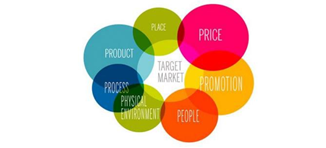 PLACE
PRICE
PRODUCT
TARGET
MARKET
PROCESS
PROMOTION
PHYSICAL
ENVIRONMENT
PEOPLE